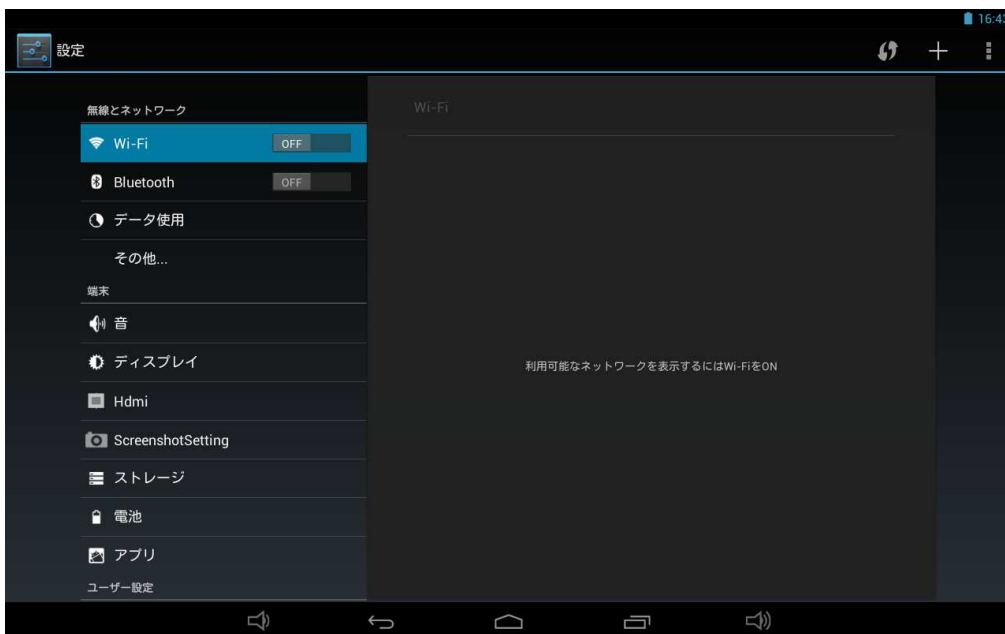 16:43
設定
無線とネットワーク
Wi-Fi
Wi-Fi OFF
Bluetooth OFF
データ使用
その他...
端末
音
ディスプレイ
利用可能なネットワークを表示するにはWi-FiをON
Hdmi
ScreenshotSetting
ストレージ
電池
アプリ
ユーザー設定